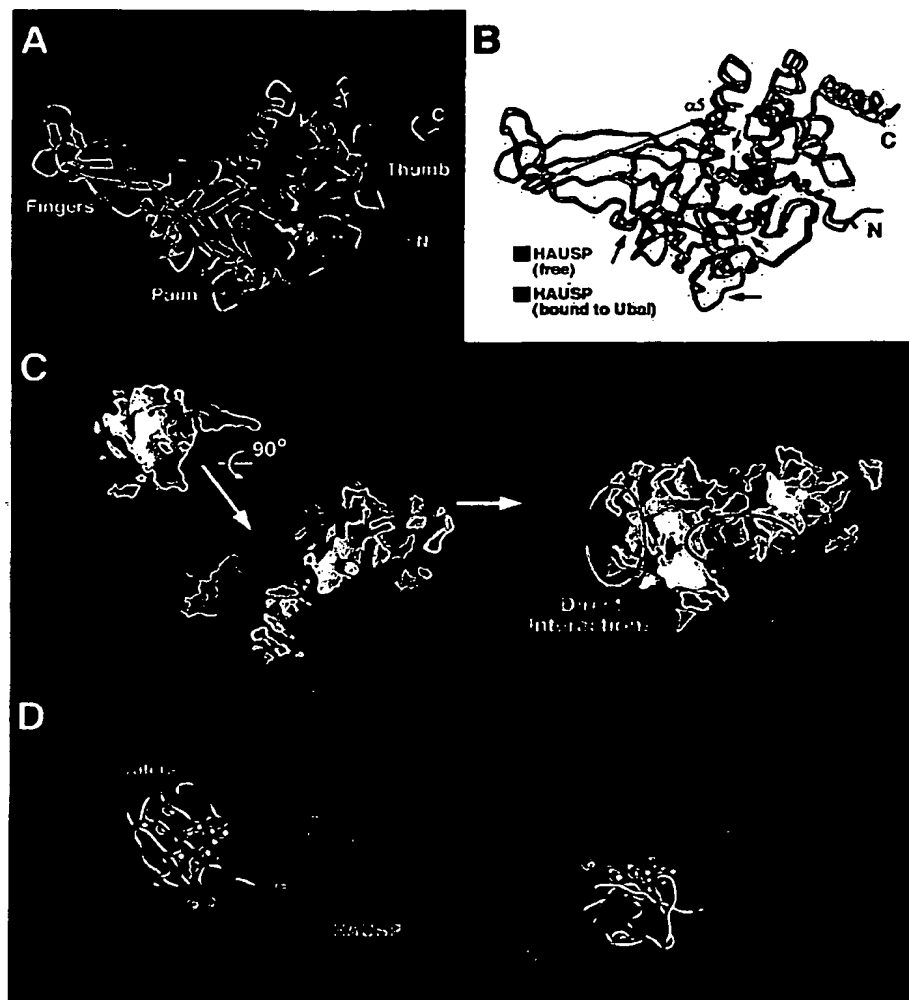 A
C
Thumb
Fingers
N
Palm
B
α5
C
N
HAUSP
(free)
HAUSP
(bound to Ubal)
C
90°
Direct
Interactions
D
HAUSP